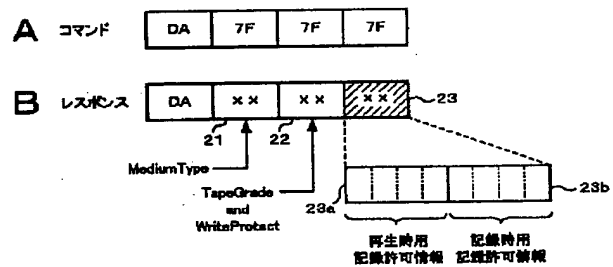 A コマンド DA 7F 7F 7F
B レスポンス DA ×× ×× ×× 23
21 22
MediumType
TapeGrade
and
WriteProtect
23a 23b
再生時用 記録時用
記録許可情報 記録許可情報